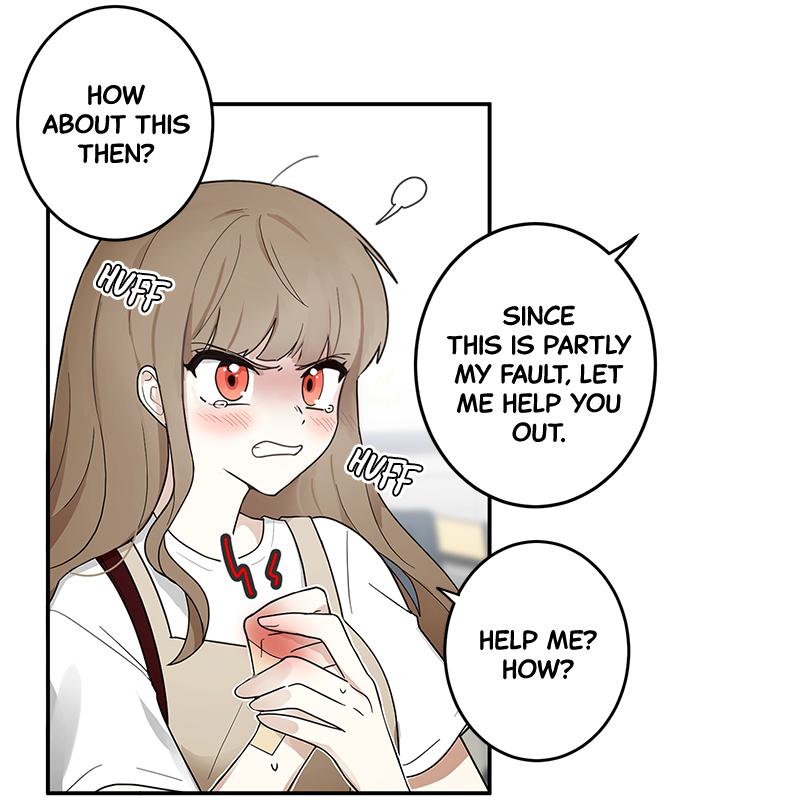 HOW
ABOUT THIS
THEN?
HUFF
SINCE
THIS IS PARTLY
MY FAULT, LET
ME HELP YOU
OUT.
HUFF
HELP ME?
HOW?